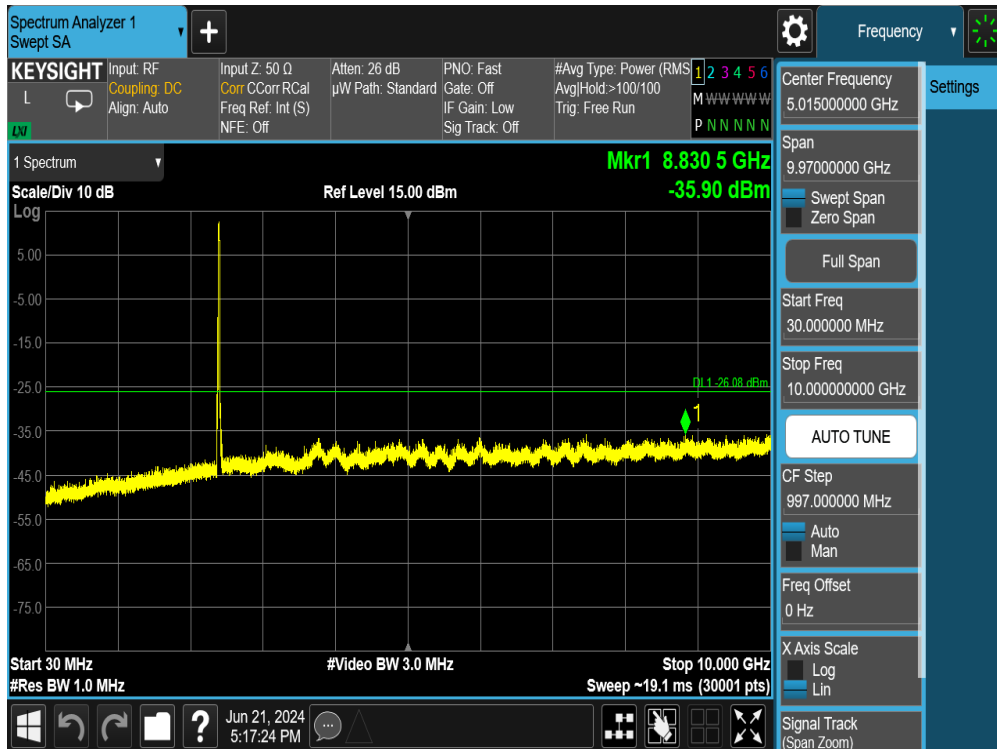 Spectrum Analyzer 1
Swept SA
+
Frequency
KEYSIGHT
L
LXI
Input: RF
Coupling: DC
Align: Auto
Input Z: 50 Ω
Corr CCorr RCal
Freq Ref: Int (S)
NFE: Off
Atten: 26 dB
µW Path: Standard
PNO: Fast
Gate: Off
IF Gain: Low
Sig Track: Off
#Avg Type: Power (RMS
Avg|Hold:>100/100
Trig: Free Run
1 2 3 4 5 6
M W W W W W
P N N N N N
1 Spectrum
Mkr1 8.830 5 GHz
Scale/Div 10 dB
Ref Level 15.00 dBm
-35.90 dBm
Log
5.00
-5.00
-15.0
-25.0
-35.0
-45.0
-55.0
-65.0
-75.0
DL1 -26.08 dBm
1
Start 30 MHz
#Video BW 3.0 MHz
Stop 10.000 GHz
#Res BW 1.0 MHz
Sweep ~19.1 ms (30001 pts)
Center Frequency
5.015000000 GHz
Settings
Span
9.97000000 GHz
Swept Span
Zero Span
Full Span
Start Freq
30.000000 MHz
Stop Freq
10.000000000 GHz
AUTO TUNE
CF Step
997.000000 MHz
Auto
Man
Freq Offset
0 Hz
X Axis Scale
Log
Lin
Signal Track
(Span Zoom)
?
Jun 21, 2024
5:17:24 PM